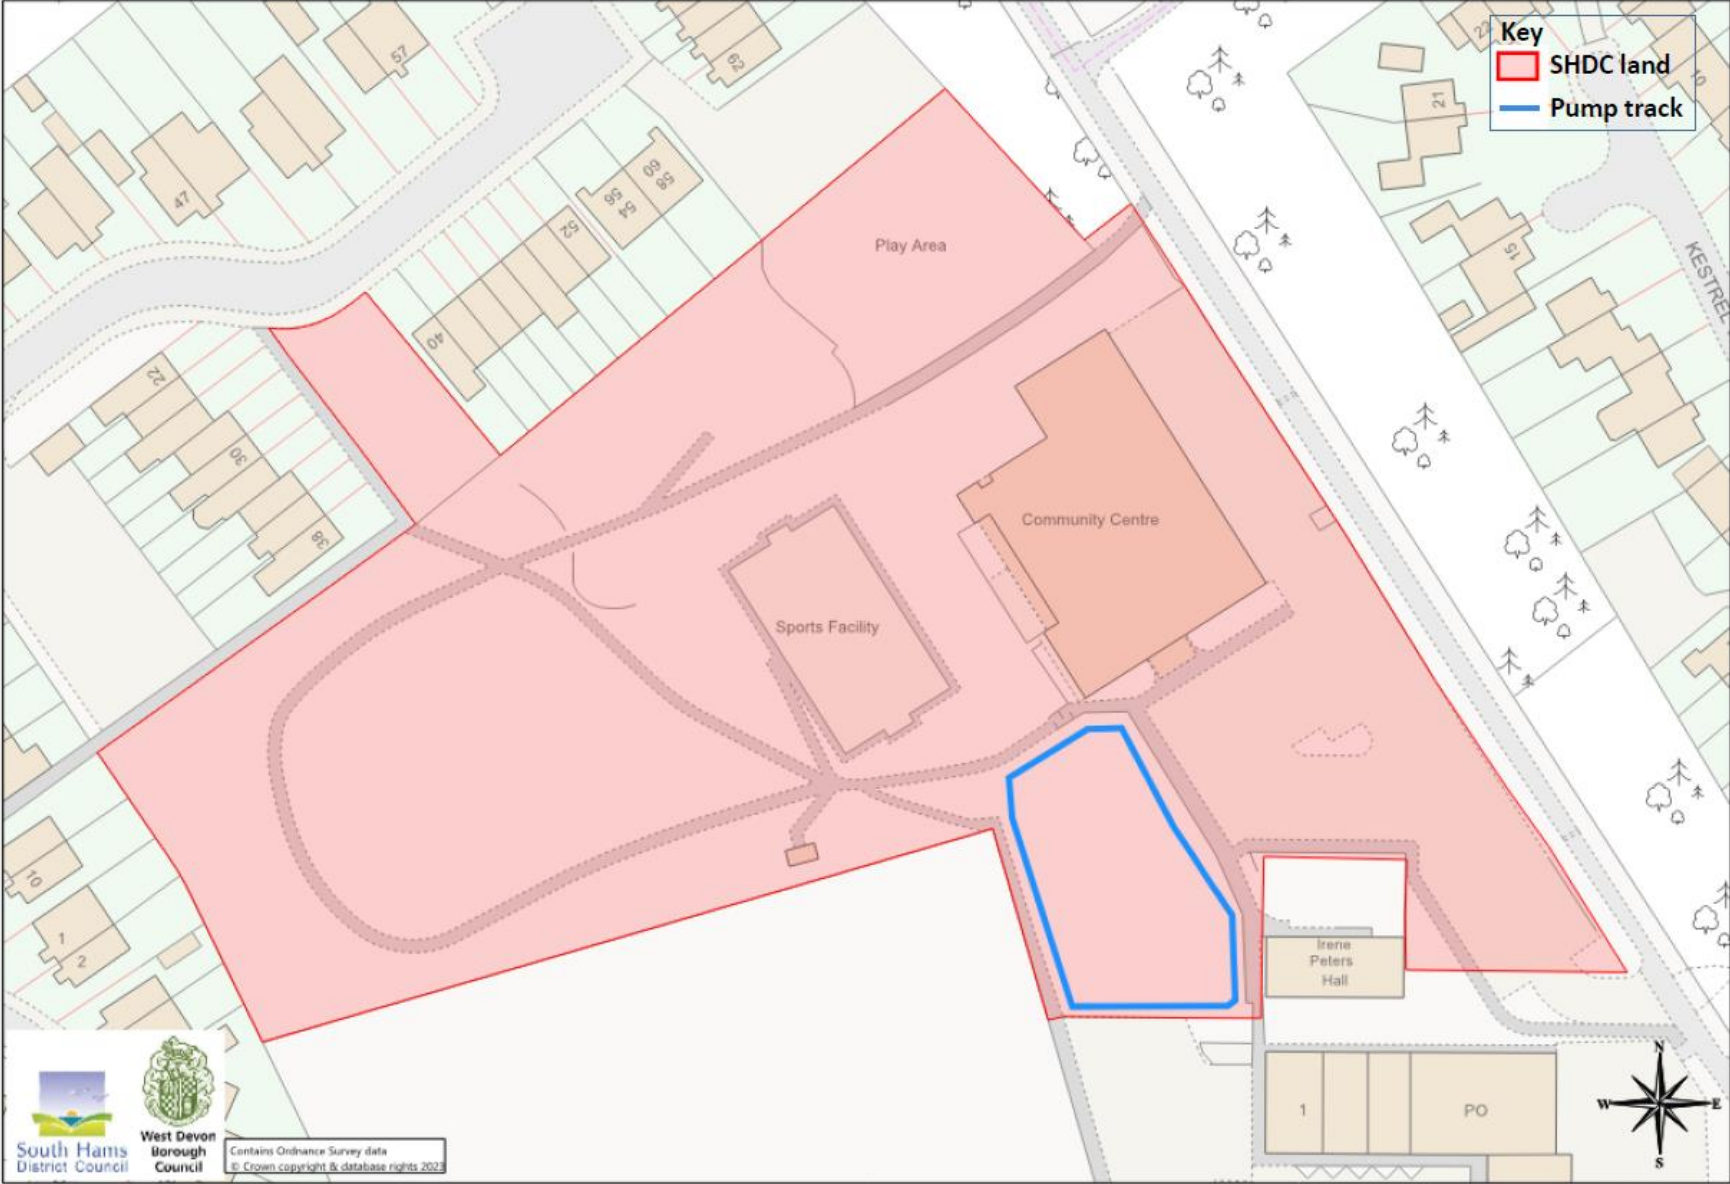 Key
SHDC land
Pump track
57
62
47
22
10
21
15
KESTREL
60
58
56
54
52
40
22
30
38
Play Area
Community Centre
Sports Facility
10
1
2
Irene
Peters
Hall
1
PO
N
W
E
S
South Hams
District Council
West Devon
Borough
Council
Contains Ordnance Survey data
© Crown copyright & database rights 2023